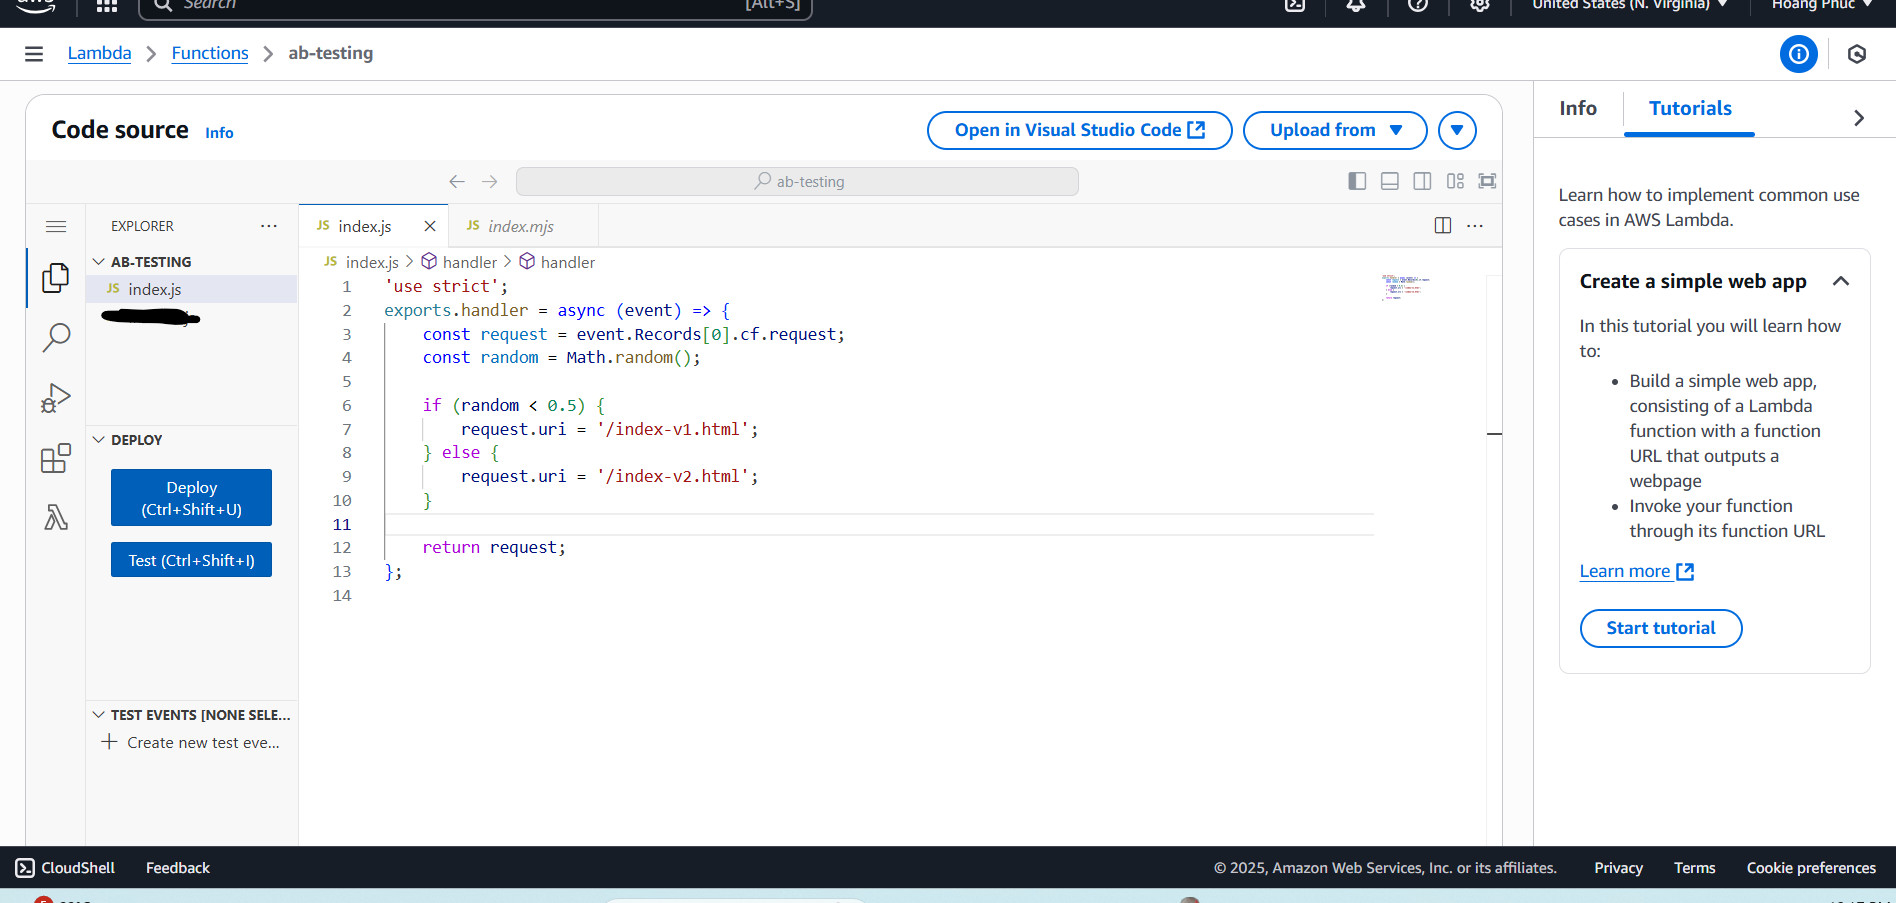 aws Search [Alt+S] United States (N. Virginia) Hoang Phuc
Lambda Functions ab-testing
Code source Info Open in Visual Studio Code Upload from
ab-testing
EXPLORER
AB-TESTING
JS index.js
DEPLOY
Deploy
(Ctrl+Shift+U)
Test (Ctrl+Shift+I)
TEST EVENTS [NONE SELE...
Create new test eve...
JS index.js JS index.mjs
JS index.js > handler > handler
1 'use strict';
2 exports.handler = async (event) => {
3 const request = event.Records[0].cf.request;
4 const random = Math.random();
5
6 if (random < 0.5) {
7 request.uri = '/index-v1.html';
8 } else {
9 request.uri = '/index-v2.html';
10 }
11
12 return request;
13 };
14
Info Tutorials
Learn how to implement common use
cases in AWS Lambda.
Create a simple web app
In this tutorial you will learn how
to:
• Build a simple web app,
consisting of a Lambda
function with a function
URL that outputs a
webpage
• Invoke your function
through its function URL
Learn more
Start tutorial
CloudShell Feedback © 2025, Amazon Web Services, Inc. or its affiliates. Privacy Terms Cookie preferences